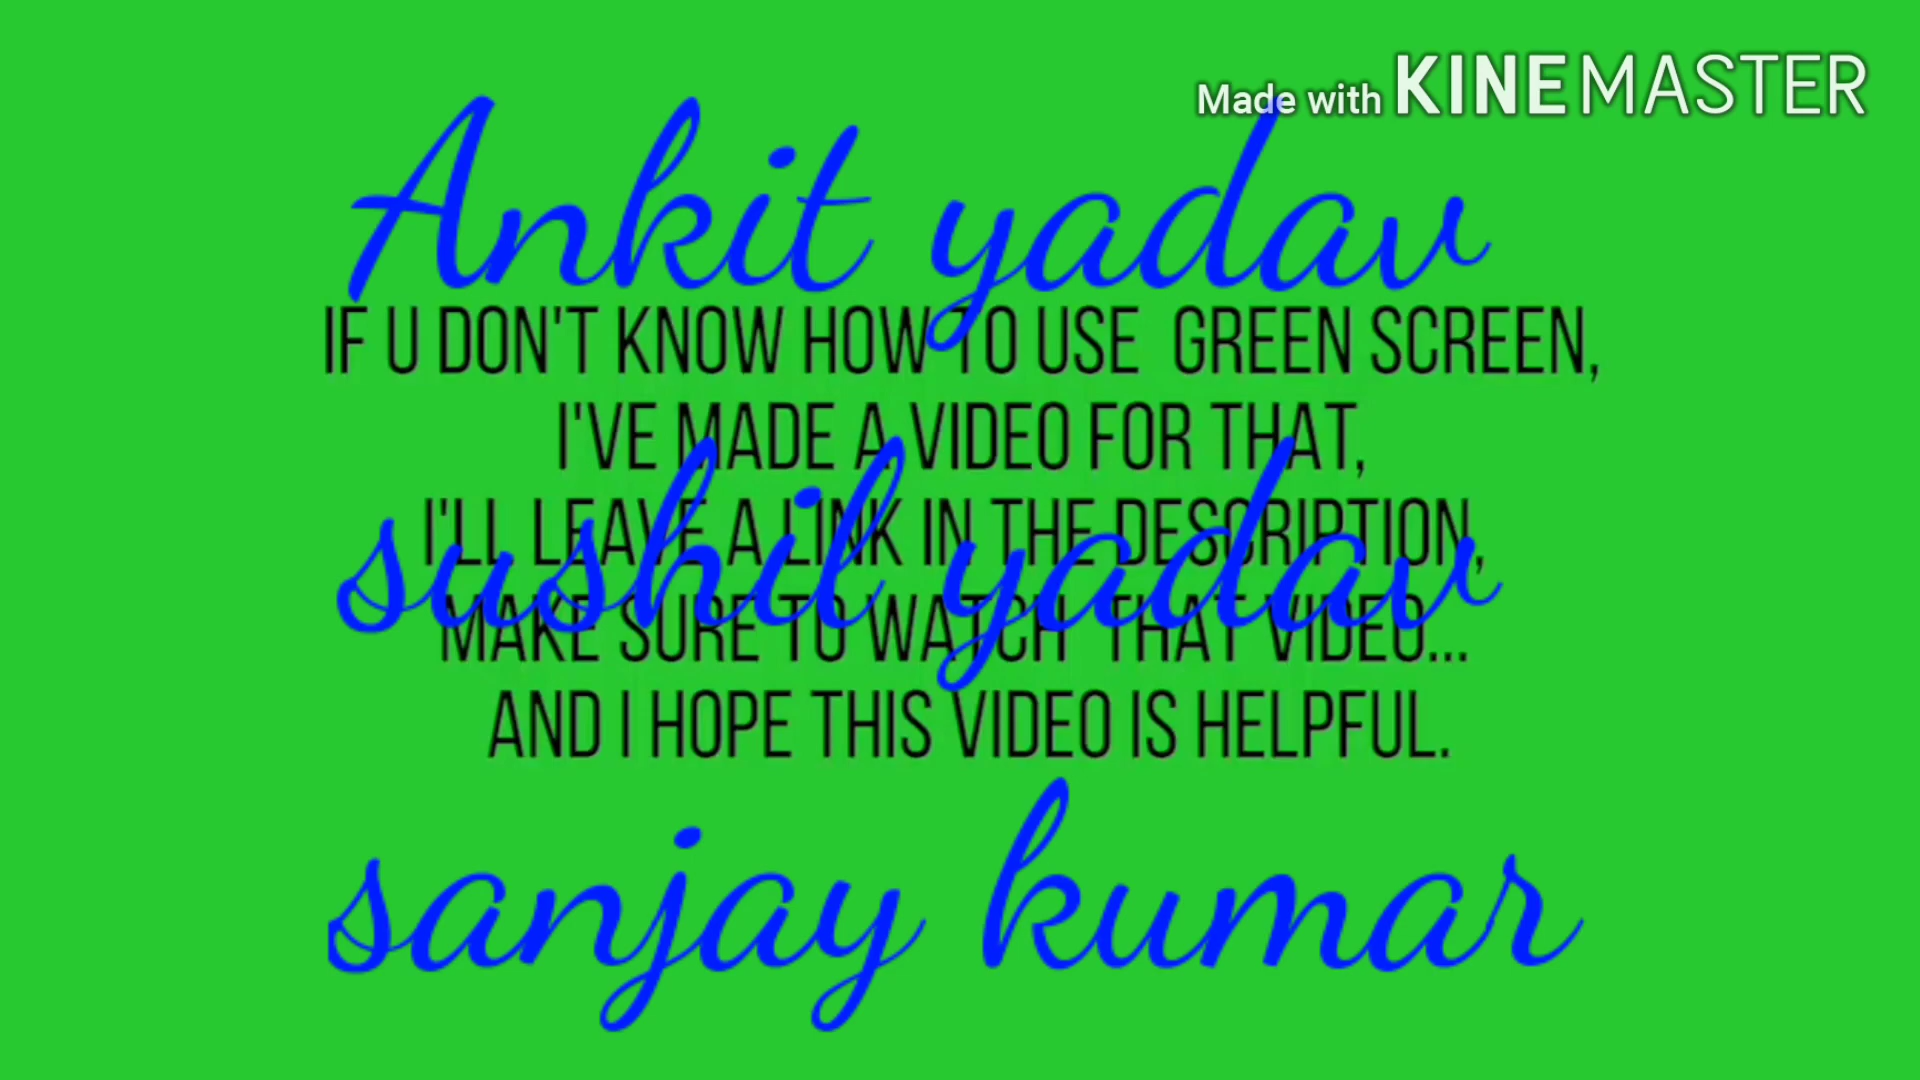 Made with KINEMASTER
Ankit yadav
IF U DON'T KNOW HOW TO USE GREEN SCREEN,
I'VE MADE A VIDEO FOR THAT,
I'LL LEAVE A LINK IN THE DESCRIPTION,
sushil yadav
MAKE SURE TO WATCH THAT VIDEO...
AND I HOPE THIS VIDEO IS HELPFUL.
sanjay kumar